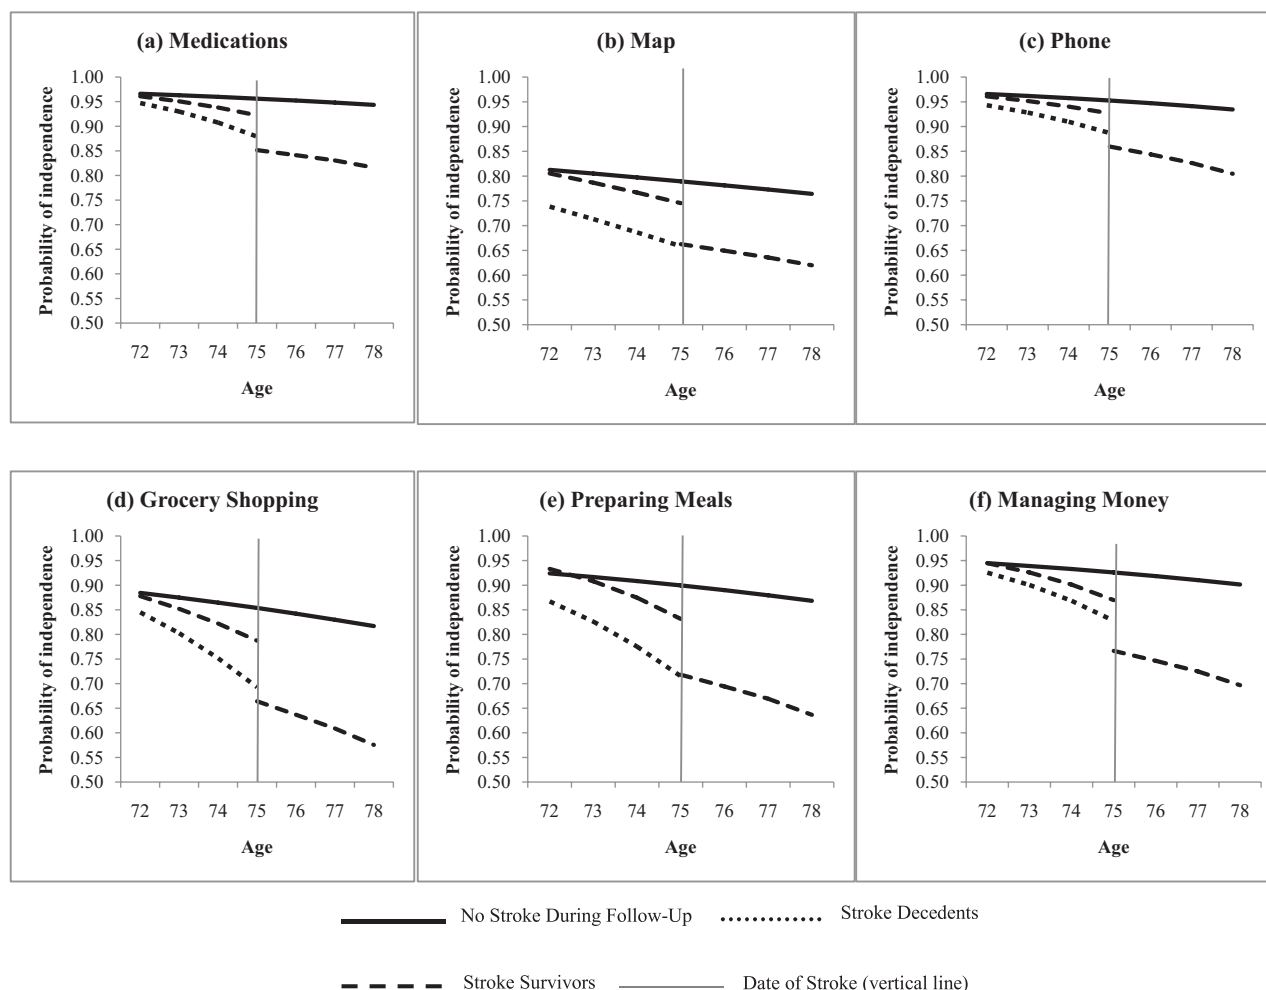 (a) Medications
Probability of independence
1.00
0.95
0.90
0.85
0.80
0.75
0.70
0.65
0.60
0.55
0.50
72 73 74 75 76 77 78
Age
(b) Map
Probability of independence
1.00
0.95
0.90
0.85
0.80
0.75
0.70
0.65
0.60
0.55
0.50
72 73 74 75 76 77 78
Age
(c) Phone
Probability of independence
1.00
0.95
0.90
0.85
0.80
0.75
0.70
0.65
0.60
0.55
0.50
72 73 74 75 76 77 78
Age
(d) Grocery Shopping
Probability of independence
1.00
0.95
0.90
0.85
0.80
0.75
0.70
0.65
0.60
0.55
0.50
72 73 74 75 76 77 78
Age
(e) Preparing Meals
Probability of independence
1.00
0.95
0.90
0.85
0.80
0.75
0.70
0.65
0.60
0.55
0.50
72 73 74 75 76 77 78
Age
(f) Managing Money
Probability of independence
1.00
0.95
0.90
0.85
0.80
0.75
0.70
0.65
0.60
0.55
0.50
72 73 74 75 76 77 78
Age
No Stroke During Follow-Up Stroke Decedents
Stroke Survivors Date of Stroke (vertical line)